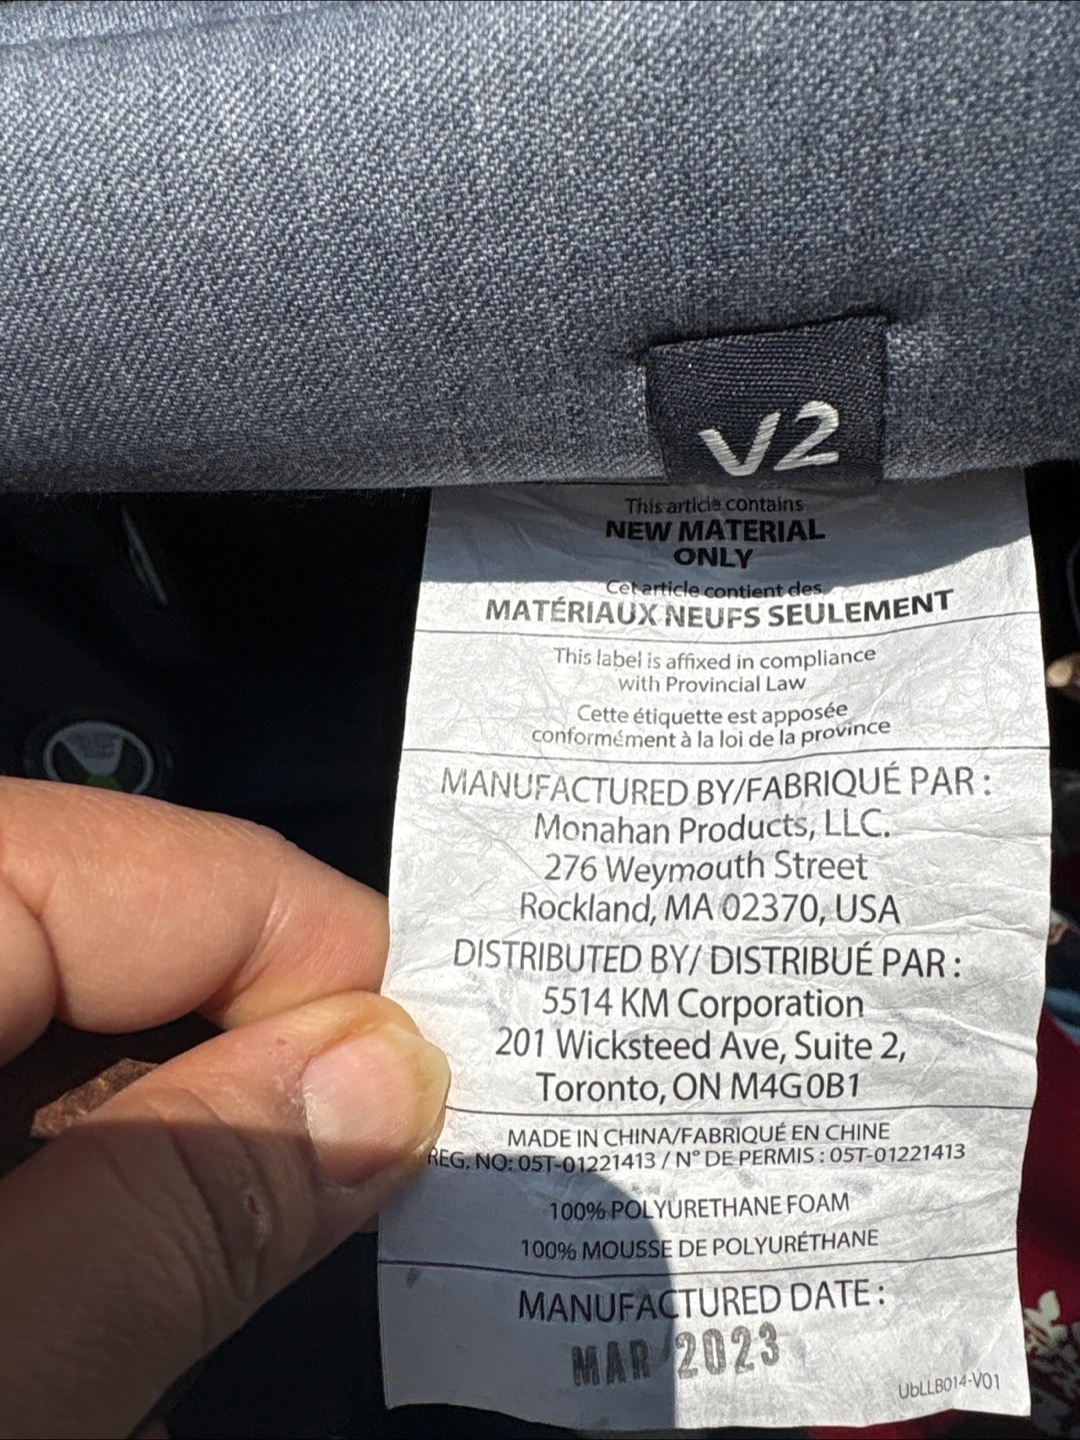 V2
This article contains
NEW MATERIAL
ONLY
Cet article contient des
MATÉRIAUX NEUFS SEULEMENT
This label is affixed in compliance
with Provincial Law
Cette étiquette est apposée
conformément à la loi de la province
MANUFACTURED BY/FABRIQUÉ PAR :
Monahan Products, LLC.
276 Weymouth Street
Rockland, MA 02370, USA
DISTRIBUTED BY/ DISTRIBUÉ PAR :
5514 KM Corporation
201 Wicksteed Ave, Suite 2,
Toronto, ON M4G0B1
MADE IN CHINA/FABRIQUÉ EN CHINE
REG. NO: 05T-01221413 / N° DE PERMIS : 05T-01221413
100% POLYURETHANE FOAM
100% MOUSSE DE POLYURÉTHANE
MANUFACTURED DATE :
MAR 2023
UbLLB014-V01